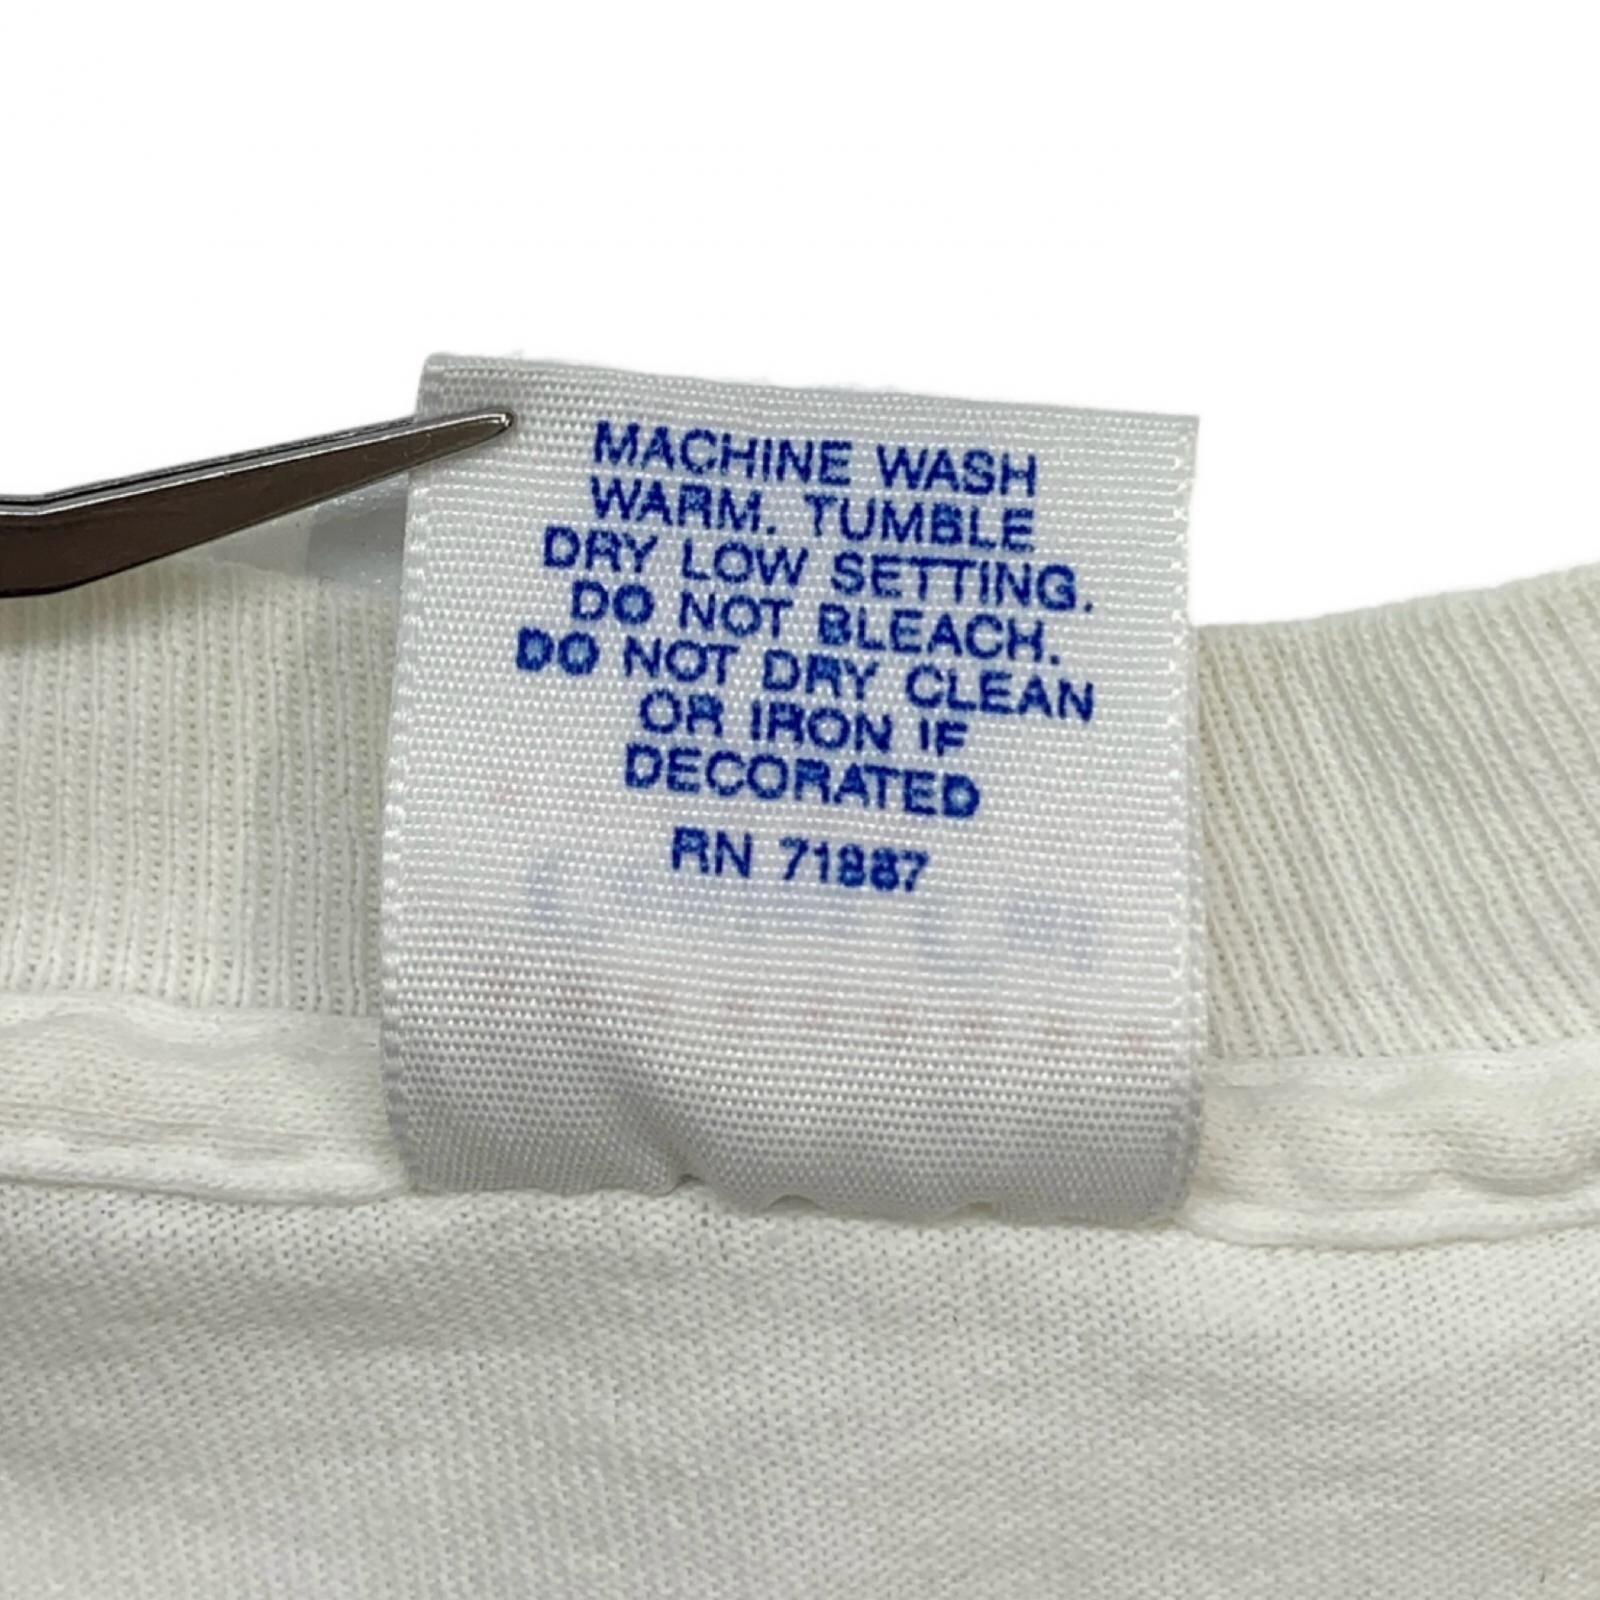 MACHINE WASH
WARM. TUMBLE
DRY LOW SETTING.
DO NOT BLEACH.
DO NOT DRY CLEAN
OR IRON IF
DECORATED
RN 71887